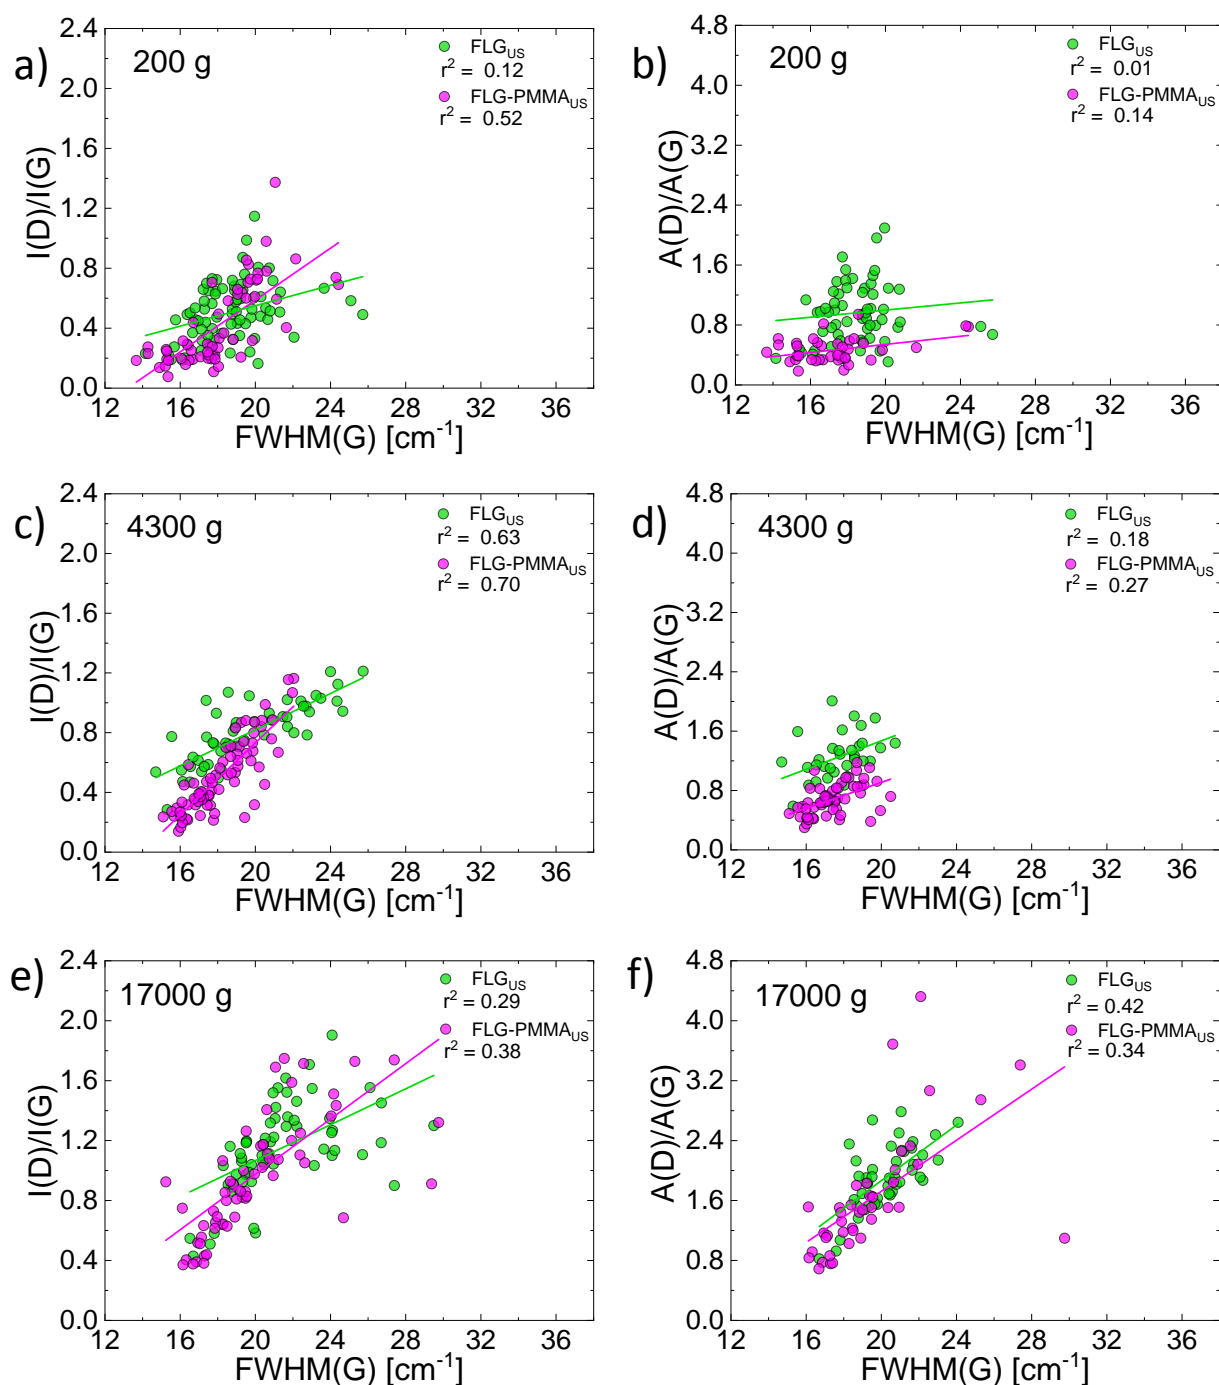 a)
200 g
FLG_US
r² = 0.12
FLG-PMMA_US
r² = 0.52
I(D)/I(G)
2.4
2.0
1.6
1.2
0.8
0.4
0.0
12 16 20 24 28 32 36
FWHM(G) [cm⁻¹]
b)
200 g
FLG_US
r² = 0.01
FLG-PMMA_US
r² = 0.14
A(D)/A(G)
4.8
4.0
3.2
2.4
1.6
0.8
0.0
12 16 20 24 28 32 36
FWHM(G) [cm⁻¹]
c)
4300 g
FLG_US
r² = 0.63
FLG-PMMA_US
r² = 0.70
I(D)/I(G)
2.4
2.0
1.6
1.2
0.8
0.4
0.0
12 16 20 24 28 32 36
FWHM(G) [cm⁻¹]
d)
4300 g
FLG_US
r² = 0.18
FLG-PMMA_US
r² = 0.27
A(D)/A(G)
4.8
4.0
3.2
2.4
1.6
0.8
0.0
12 16 20 24 28 32 36
FWHM(G) [cm⁻¹]
e)
17000 g
FLG_US
r² = 0.29
FLG-PMMA_US
r² = 0.38
I(D)/I(G)
2.4
2.0
1.6
1.2
0.8
0.4
0.0
12 16 20 24 28 32 36
FWHM(G) [cm⁻¹]
f)
17000 g
FLG_US
r² = 0.42
FLG-PMMA_US
r² = 0.34
A(D)/A(G)
4.8
4.0
3.2
2.4
1.6
0.8
0.0
12 16 20 24 28 32 36
FWHM(G) [cm⁻¹]